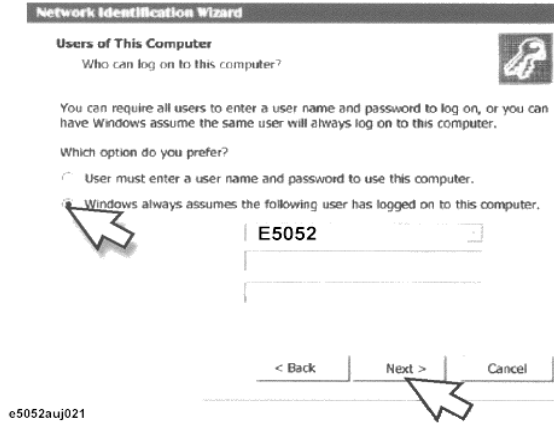 Network Identification Wizard
Users of This Computer
Who can log on to this computer?
You can require all users to enter a user name and password to log on, or you can
have Windows assume the same user will always log on to this computer.
Which option do you prefer?
User must enter a user name and password to use this computer.
Windows always assumes the following user has logged on to this computer.
E5052
< Back Next > Cancel
e5052auj021